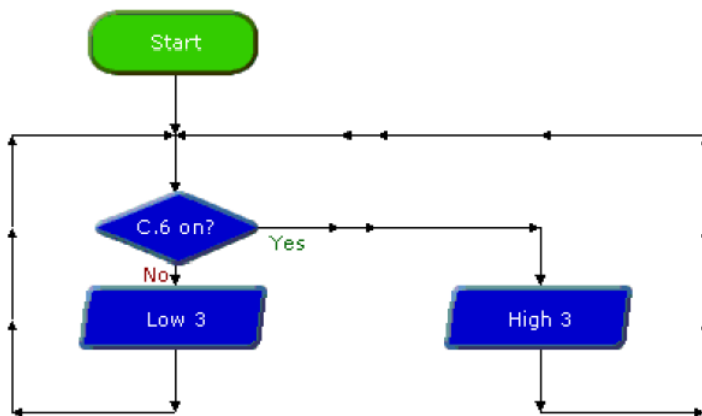 Start
C.6 on?
Yes
No
Low 3
High 3